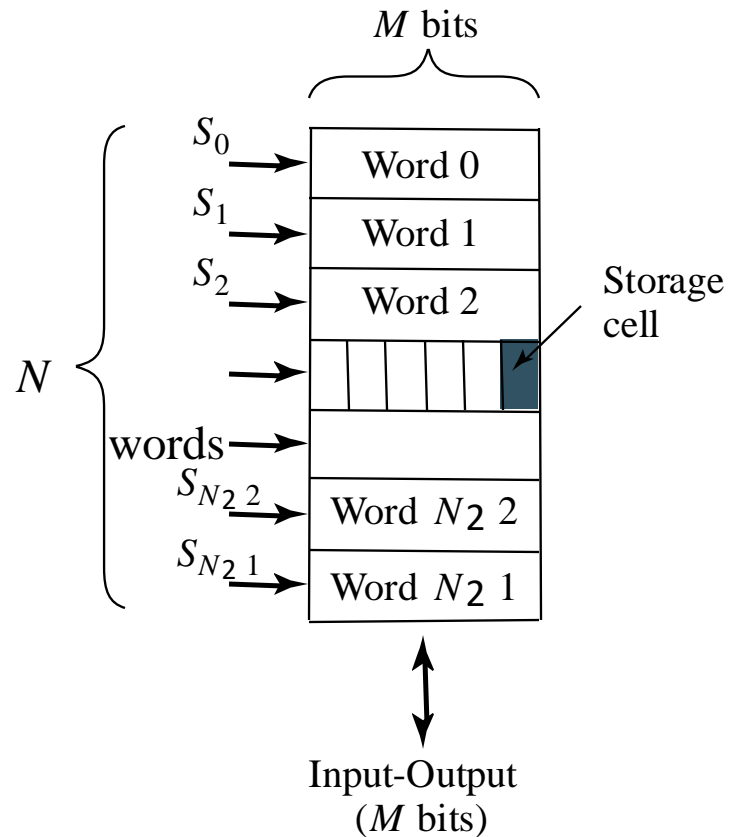 M bits
S0
Word 0
S1
Word 1
S2
Word 2
Storage
cell
N
words
SN2 2
Word N2 2
SN2 1
Word N2 1
Input-Output
(M bits)